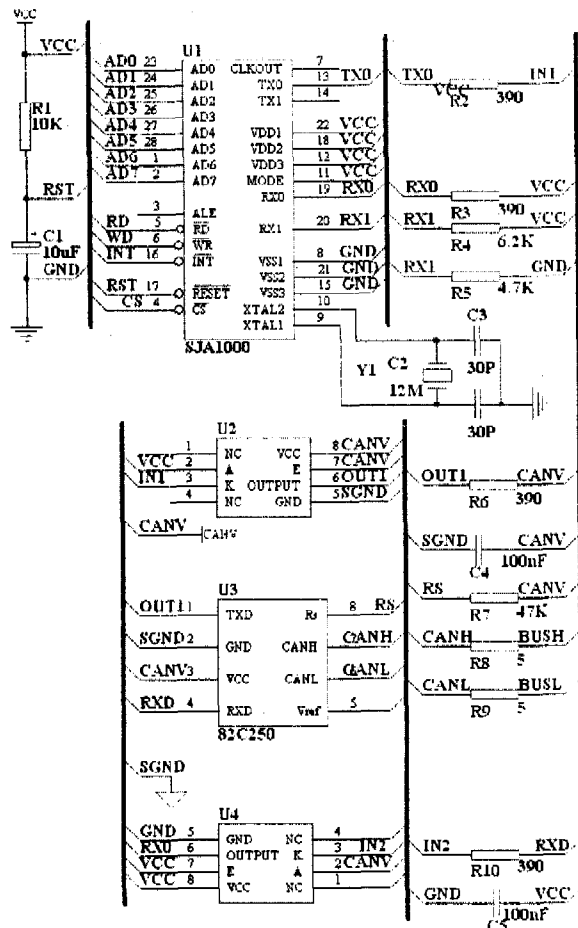 VCC
VCC
R1
10K
RST
C1
10uF
GND
U1
AD0 23 AD0 CLKOUT 7
AD1 24 AD1 TX0 13 TX0
AD2 25 AD2 TX1 14
AD3 26 AD3
AD4 27 AD4 VDD1 22 VCC
AD5 28 AD5 VDD2 18 VCC
AD6 1 AD6 VDD3 12 VCC
AD7 2 AD7 MODE 11 VCC
RX0 19 RX0
3 ALE
RD 5 RD RX1 20 RX1
WD 6 WR
INT 16 INT VSS1 8 GND
VSS2 21 GND
VSS3 15 GND
RST 17 RESET XTAL2 10
CS 4 CS XTAL1 9
SJA1000
TX0 VCC R2 390 IN1
RX0 R3 390 VCC
RX1 R4 6.2K VCC
RX1 R5 4.7K GND
C3
30P
Y1 C2
12M
30P
U2
1 NC VCC 8 CANV
VCC 2 A E 7 CANV
IN1 3 K OUTPUT 6 OUT1
4 NC GND 5 SGND
CANV CANV
OUT1 R6 390 CANV
SGND C4 100nF CANV
U3
OUT1 1 TXD Rs 8 RS
SGND 2 GND CANH 7 CANH
CANV 3 VCC CANL 6 CANL
RXD 4 RXD Vref 5
82C250
RS R7 47K CANV
CANH R8 5 BUSH
CANL R9 5 BUSL
SGND
U4
GND 5 GND NC 4
RX0 6 OUTPUT K 3 IN2
VCC 7 E A 2 CANV
VCC 8 VCC NC 1
IN2 R10 390 RXD
GND C5 100nF VCC